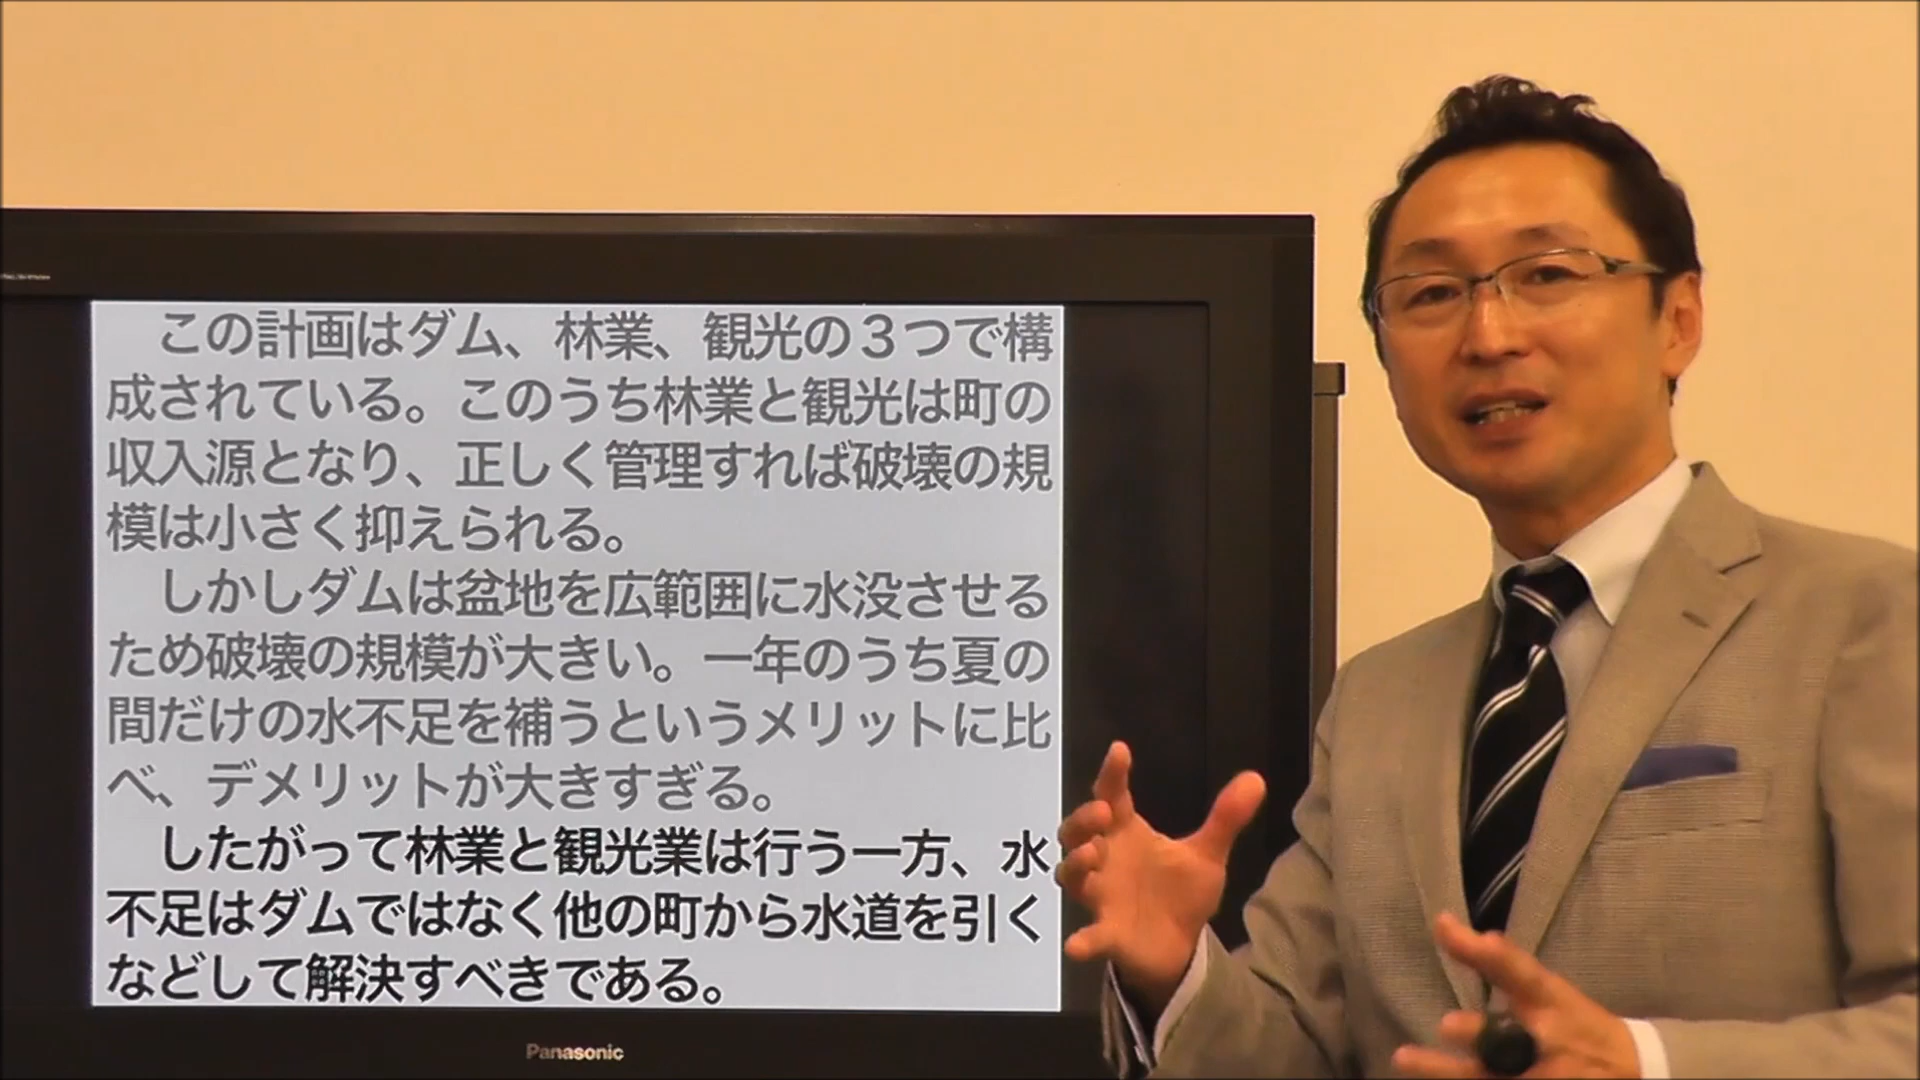 この計画はダム、林業、観光の３つで構
成されている。このうち林業と観光は町の
収入源となり、正しく管理すれば破壊の規
模は小さく抑えられる。
しかしダムは盆地を広範囲に水没させる
ため破壊の規模が大きい。一年のうち夏の
間だけの水不足を補うというメリットに比
べ、デメリットが大きすぎる。
したがって林業と観光業は行う一方、水
不足はダムではなく他の町から水道を引く
などして解決すべきである。
Panasonic